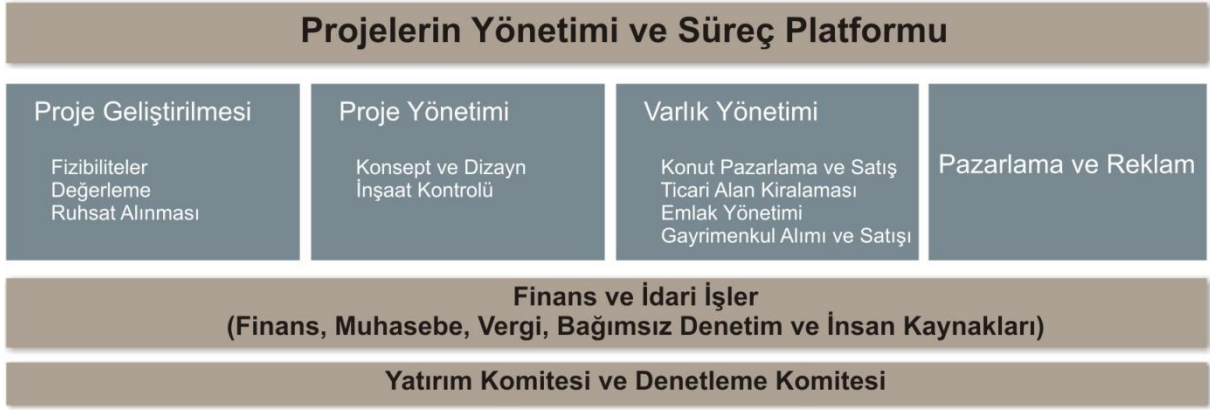 Projelerin Yönetimi ve Süreç Platformu
Proje Geliştirilmesi
Fizibiliteler
Değerleme
Ruhsat Alınması
Proje Yönetimi
Konsept ve Dizayn
İnşaat Kontrolü
Varlık Yönetimi
Konut Pazarlama ve Satış
Ticari Alan Kiralaması
Emlak Yönetimi
Gayrimenkul Alımı ve Satışı
Pazarlama ve Reklam
Finans ve İdari İşler
(Finans, Muhasebe, Vergi, Bağımsız Denetim ve İnsan Kaynakları)
Yatırım Komitesi ve Denetleme Komitesi